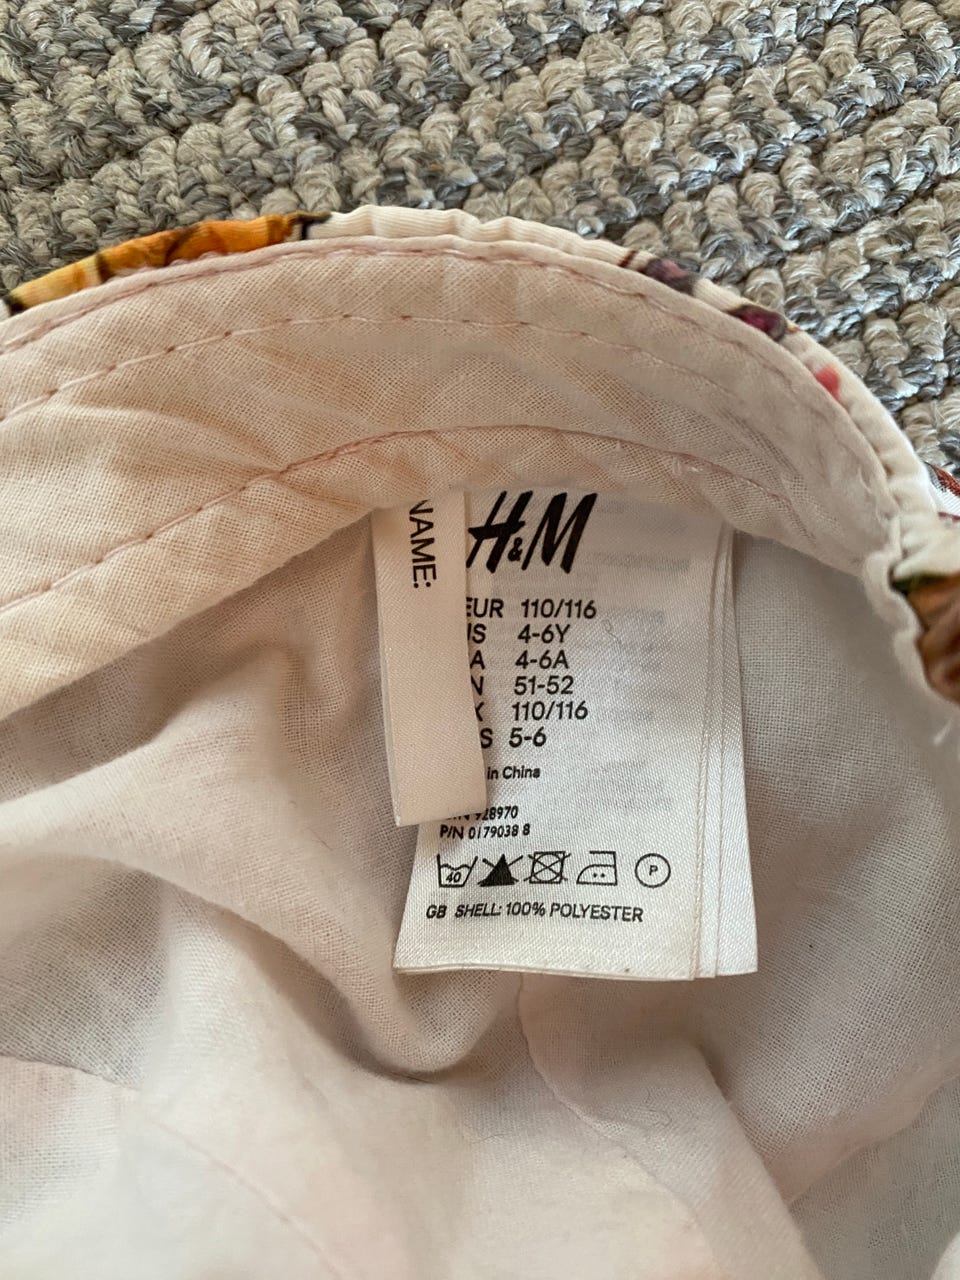 NAME:
H&M
EUR 110/116
4-6Y
4-6A
51-52
110/116
5-6
in China
28970
P/N 0179038 8
40
P
GB SHELL: 100% POLYESTER